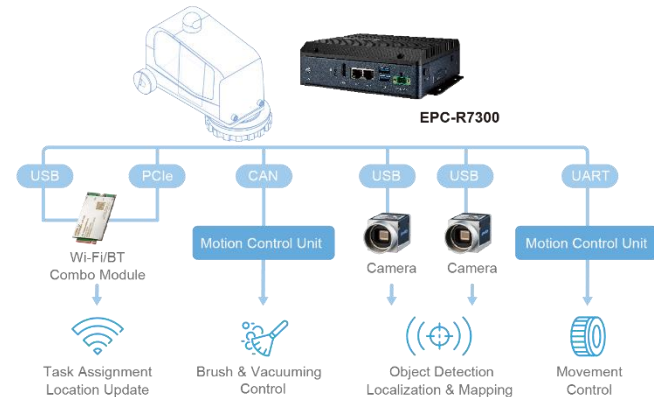 EPC-R7300
USB
PCIe
CAN
USB
USB
UART
Wi-Fi/BT
Combo Module
Motion Control Unit
Camera
Camera
Motion Control Unit
Task Assignment
Location Update
Brush & Vacuuming
Control
Object Detection
Localization & Mapping
Movement
Control